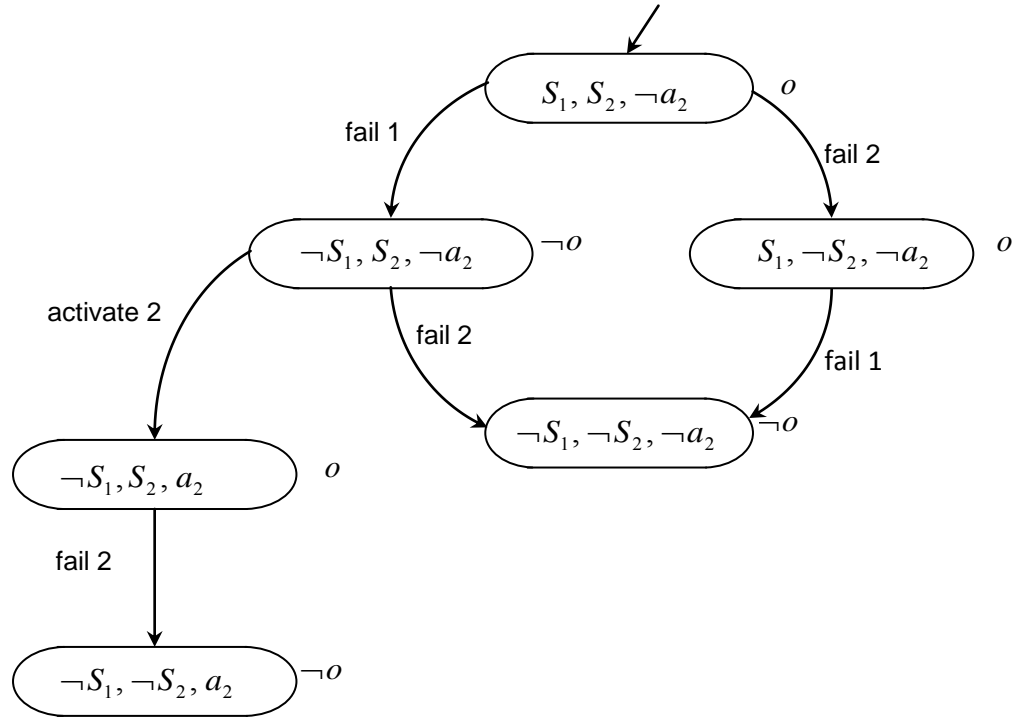 S₁, S₂, ¬a₂
o
fail 1
fail 2
¬S₁, S₂, ¬a₂
¬o
S₁, ¬S₂, ¬a₂
o
activate 2
fail 2
fail 1
¬S₁, ¬S₂, ¬a₂
¬o
¬S₁, S₂, a₂
o
fail 2
¬S₁, ¬S₂, a₂
¬o